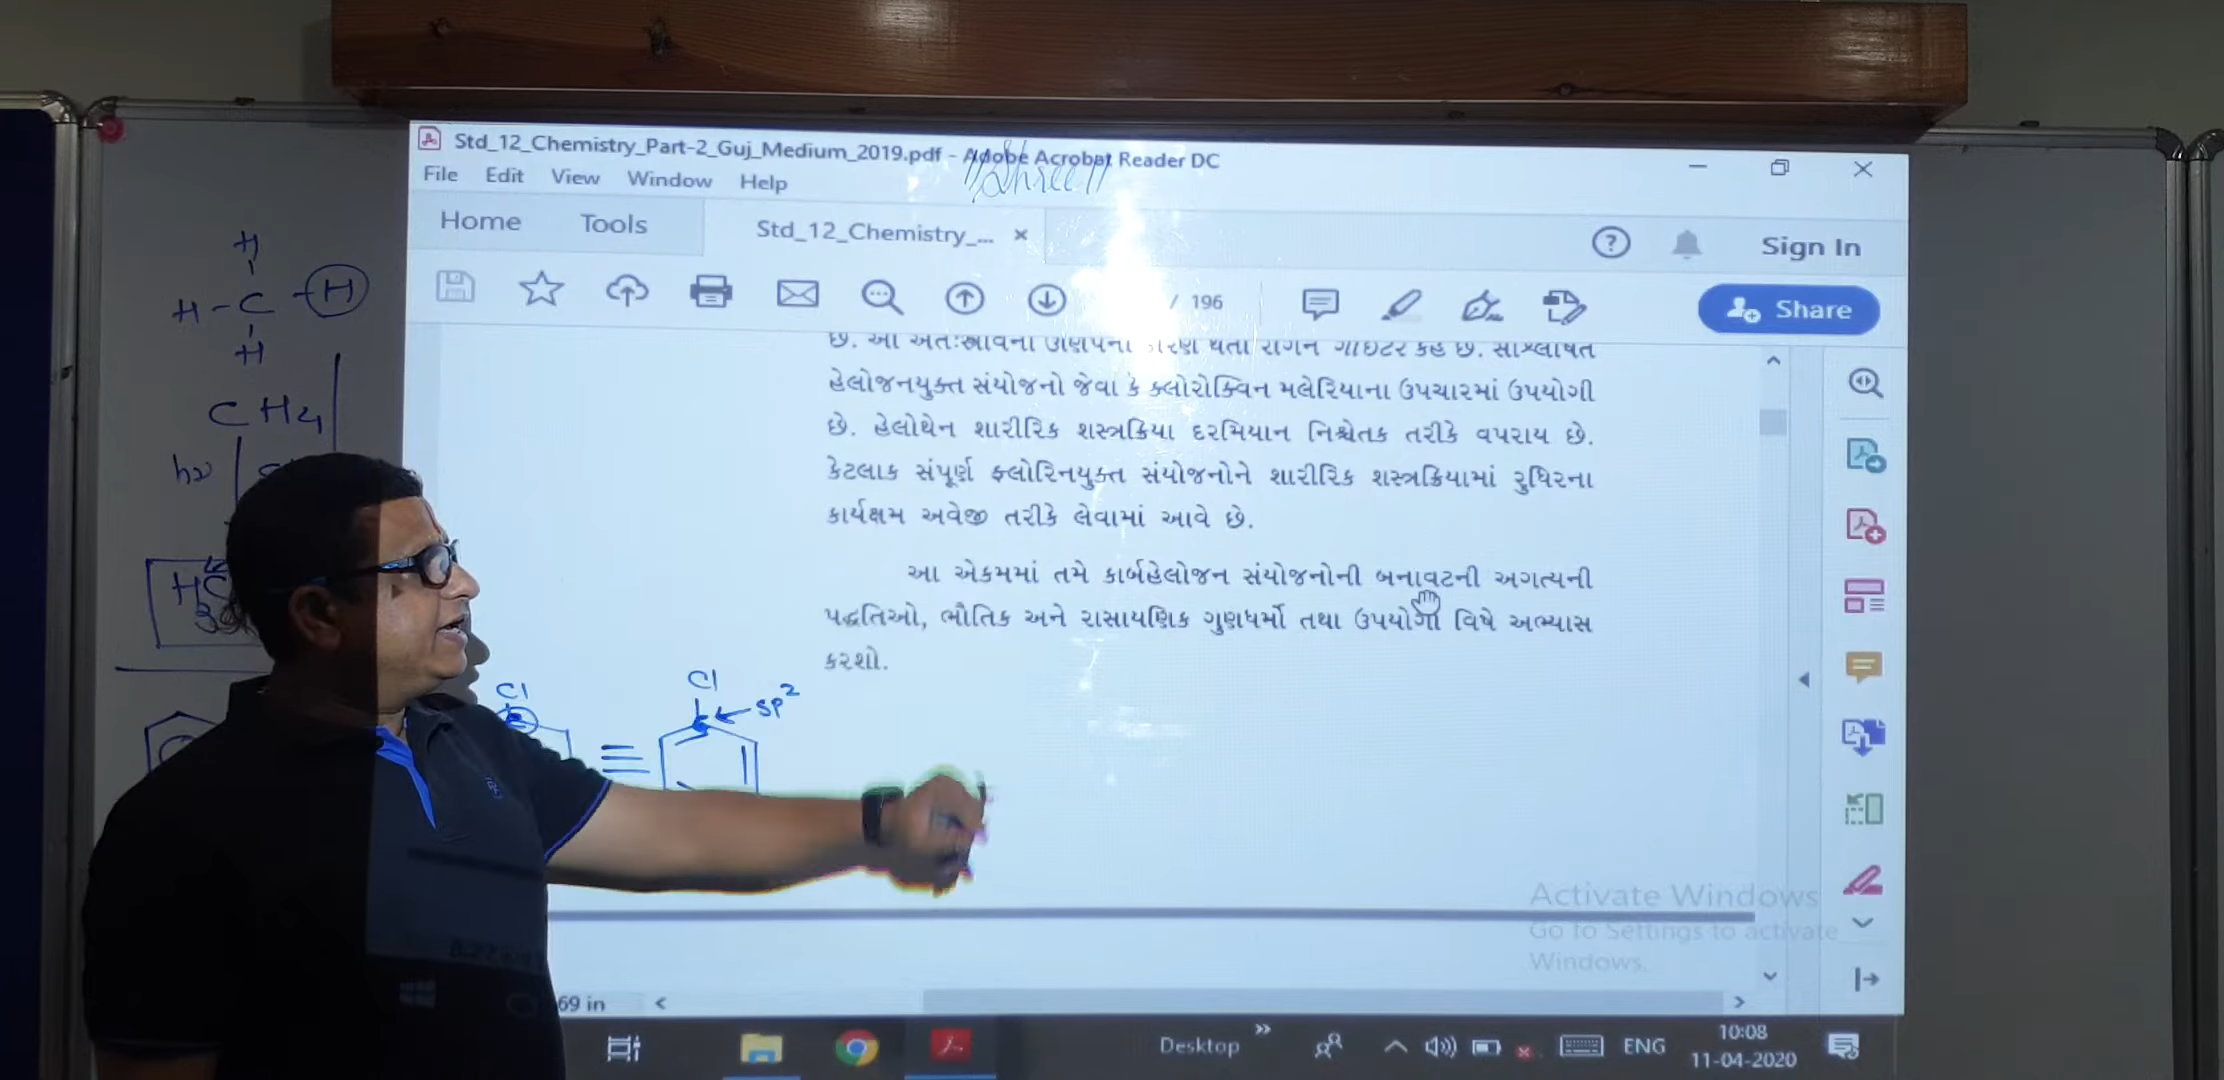 Std_12_Chemistry_Part-2_Guj_Medium_2019.pdf - Adobe Acrobat Reader DC
File Edit View Window Help
||Shree||
Home Tools Std_12_Chemistry_... ×
Sign In
/ 196
Share
છે. આ
કહે છે. સાંશ્લેષિત
હેલોજનયુક્ત સંયોજનો જેવા કે ક્લોરોક્વિન મલેરિયાના ઉપચારમાં ઉપયોગી
છે. હેલોથેન શારીરિક શસ્ત્રક્રિયા દરમિયાન નિશ્ચેતક તરીકે વપરાય છે.
કેટલાક સંપૂર્ણ ફ્લોરિનયુક્ત સંયોજનોને શારીરિક શસ્ત્રક્રિયામાં રુધિરના
કાર્યક્ષમ અવેજી તરીકે લેવામાં આવે છે.
આ એકમમાં તમે કાર્બહેલોજન સંયોજનોની બનાવટની અગત્યની
પદ્ધતિઓ, ભૌતિક અને રાસાયણિક ગુણધર્મો તથા ઉપયોગો વિષે અભ્યાસ
કરશો.
H
H - C - H
H
CH4
hν
Cl
Cl
sp²
Activate Windows
Go to Settings to activate
Windows.
69 in
Desktop
ENG
10:08
11-04-2020